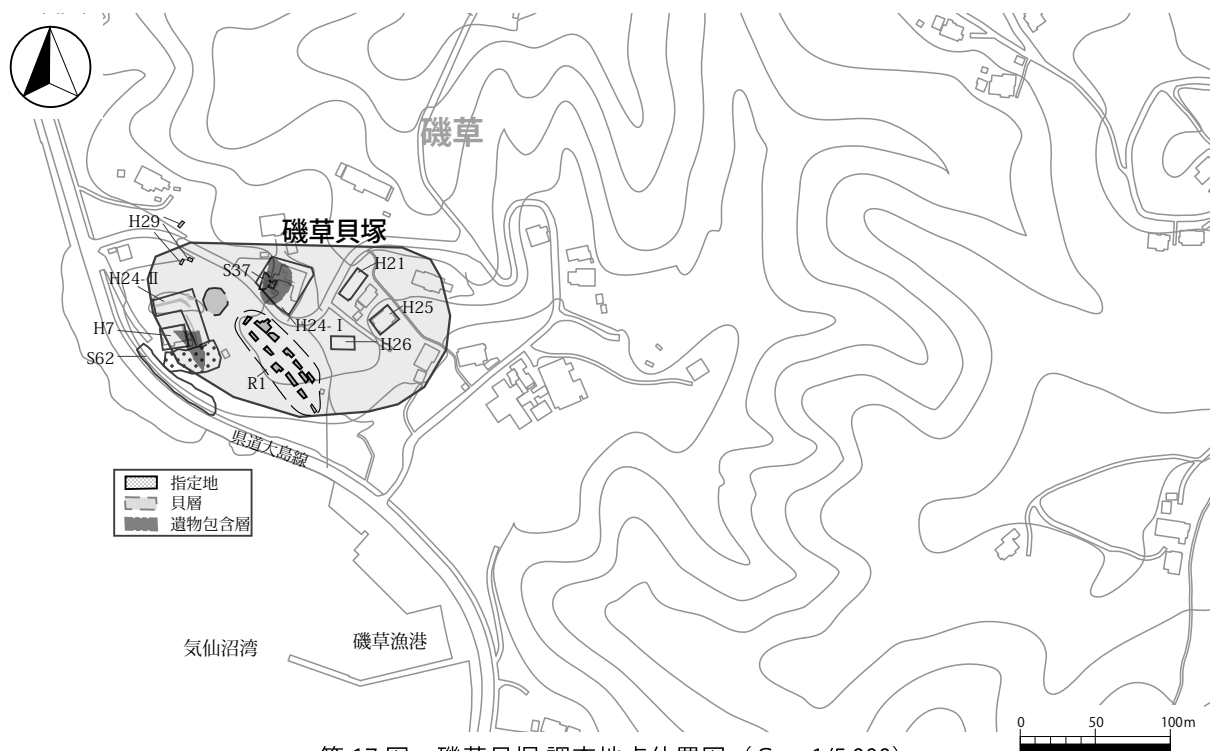 磯草
磯草貝塚
H29
H21
S37
H24-Ⅱ
H25
H24-Ⅰ
H7
H26
S62
R1
県道大島線
指定地
貝層
遺物包含層
気仙沼湾
磯草漁港
0 50 100m